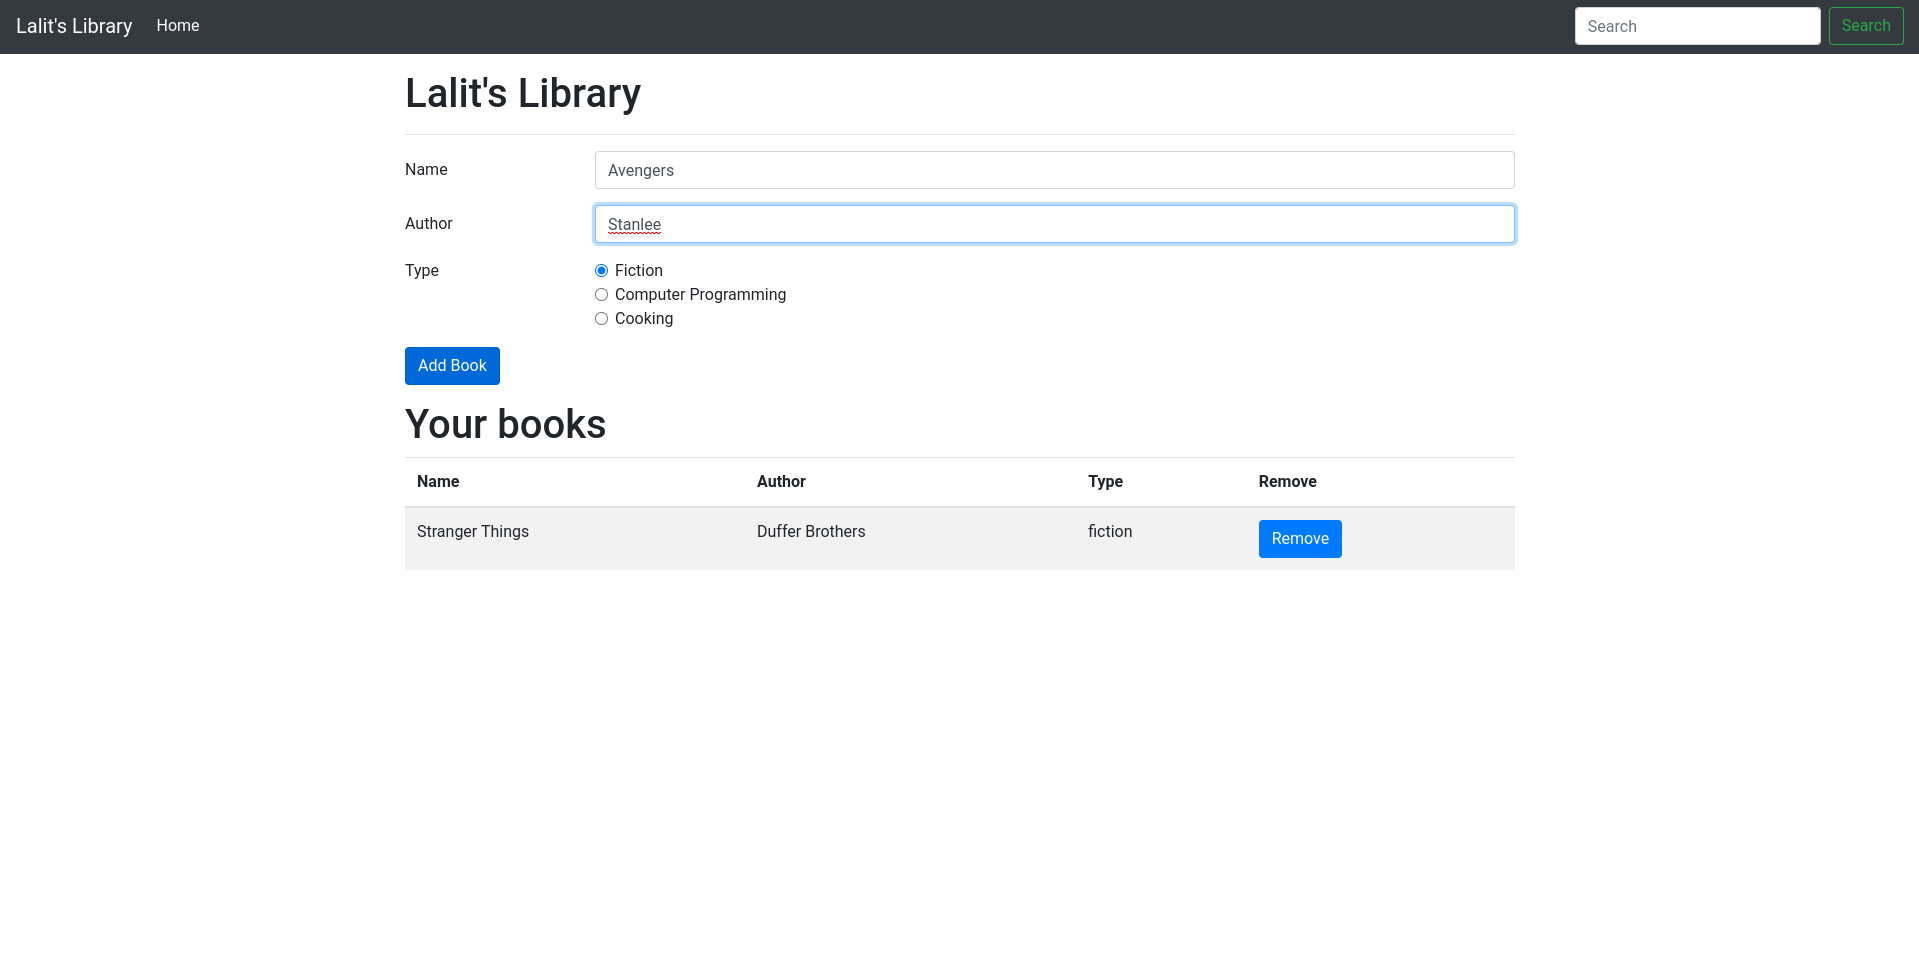 Lalit's Library Home Search Search
Lalit's Library
Name Avengers
Author Stanlee
Type Fiction
Computer Programming
Cooking
Add Book
Your books
Name Author Type Remove
Stranger Things Duffer Brothers fiction Remove